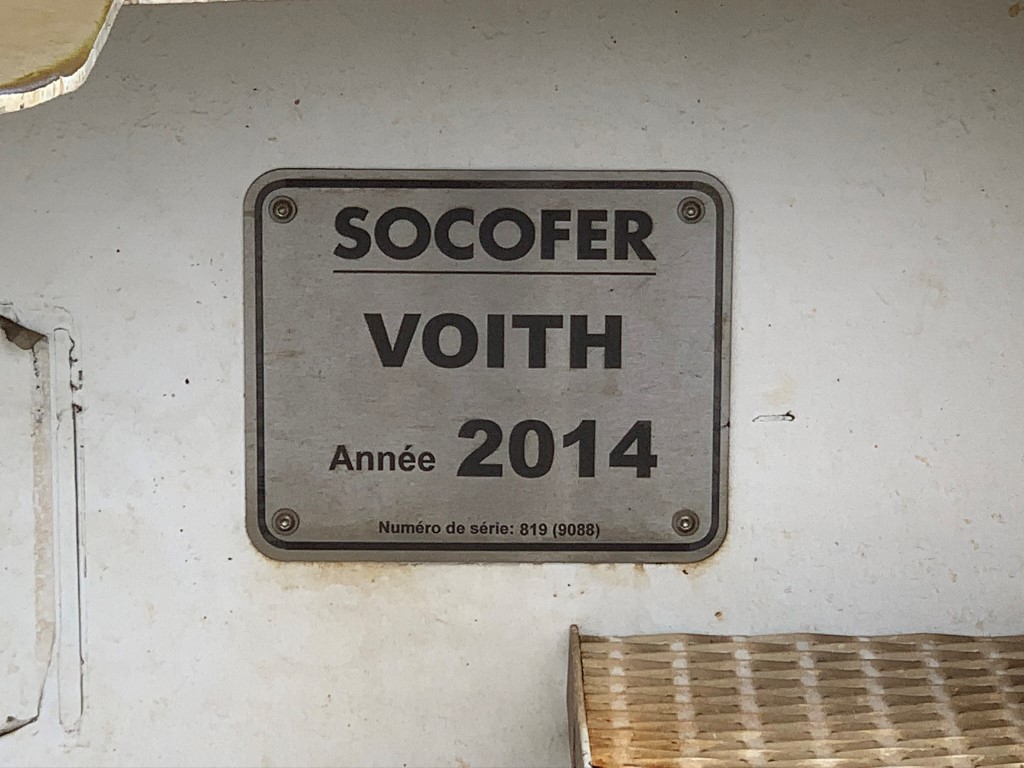 SOCOFER
VOITH
Année 2014
Numéro de série: 819 (9088)